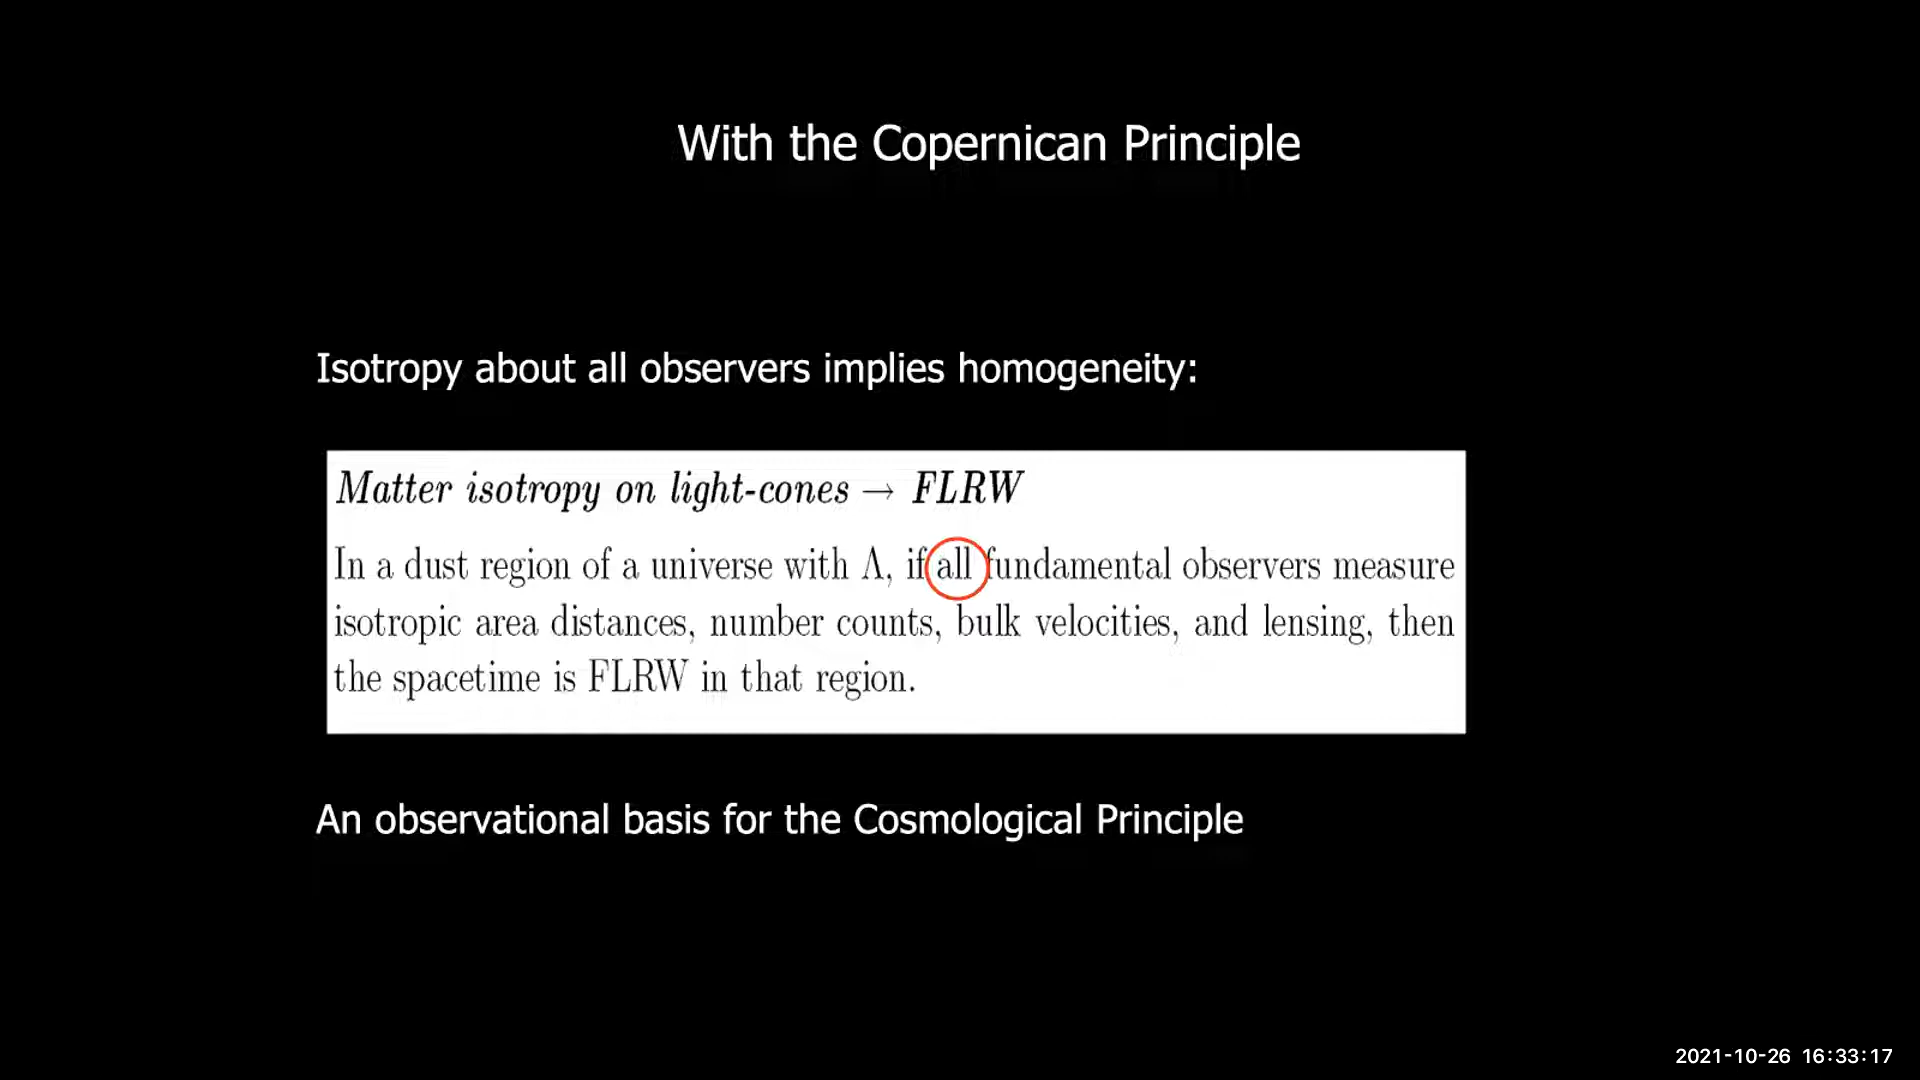 With the Copernican Principle
Isotropy about all observers implies homogeneity:
Matter isotropy on light-cones → FLRW
In a dust region of a universe with Λ, if all fundamental observers measure
isotropic area distances, number counts, bulk velocities, and lensing, then
the spacetime is FLRW in that region.
An observational basis for the Cosmological Principle
2021-10-26 16:33:17